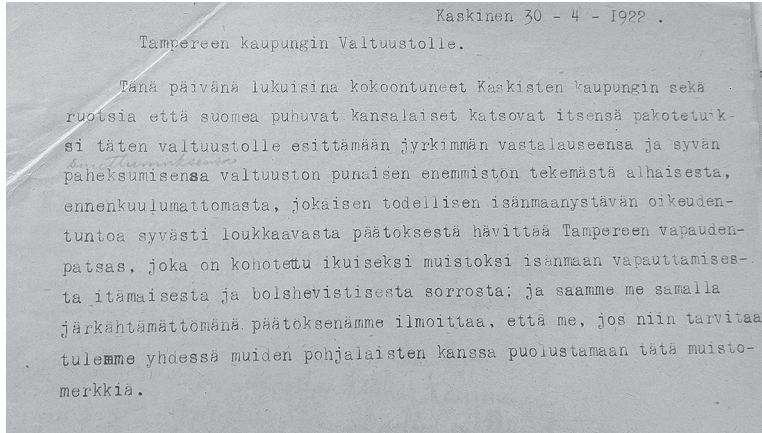 Kaskinen 30 - 4 - 1922 .
Tampereen kaupungin Valtuustolle.
Tänä päivänä lukuisina kokoontuneet Kaskisten kaupungin sekä
ruotsia että suomea puhuvat kansalaiset katsovat itsensä pakotetuik-
si täten valtuustolle esittämään jyrkimmän vastalauseensa ja syvän
paheksumisensa valtuuston punaisen enemmistön tekemästä alhaisesta,
ennenkuulumattomasta, jokaisen todellisen isänmaanystävän oikeuden-
tuntoa syvästi loukkaavasta päätöksestä hävittää Tampereen vapauden-
patsas, joka on kohotettu ikuiseksi muistoksi isänmaan vapauttamises-
ta itämaisesta ja bolshevistisesta sorrosta; ja saamme me samalla
järkähtämättömänä päätöksenämme ilmoittaa, että me, jos niin tarvitaa
tulemme yhdessä muiden pohjalaisten kanssa puolustamaan tätä muisto-
merkkiä.